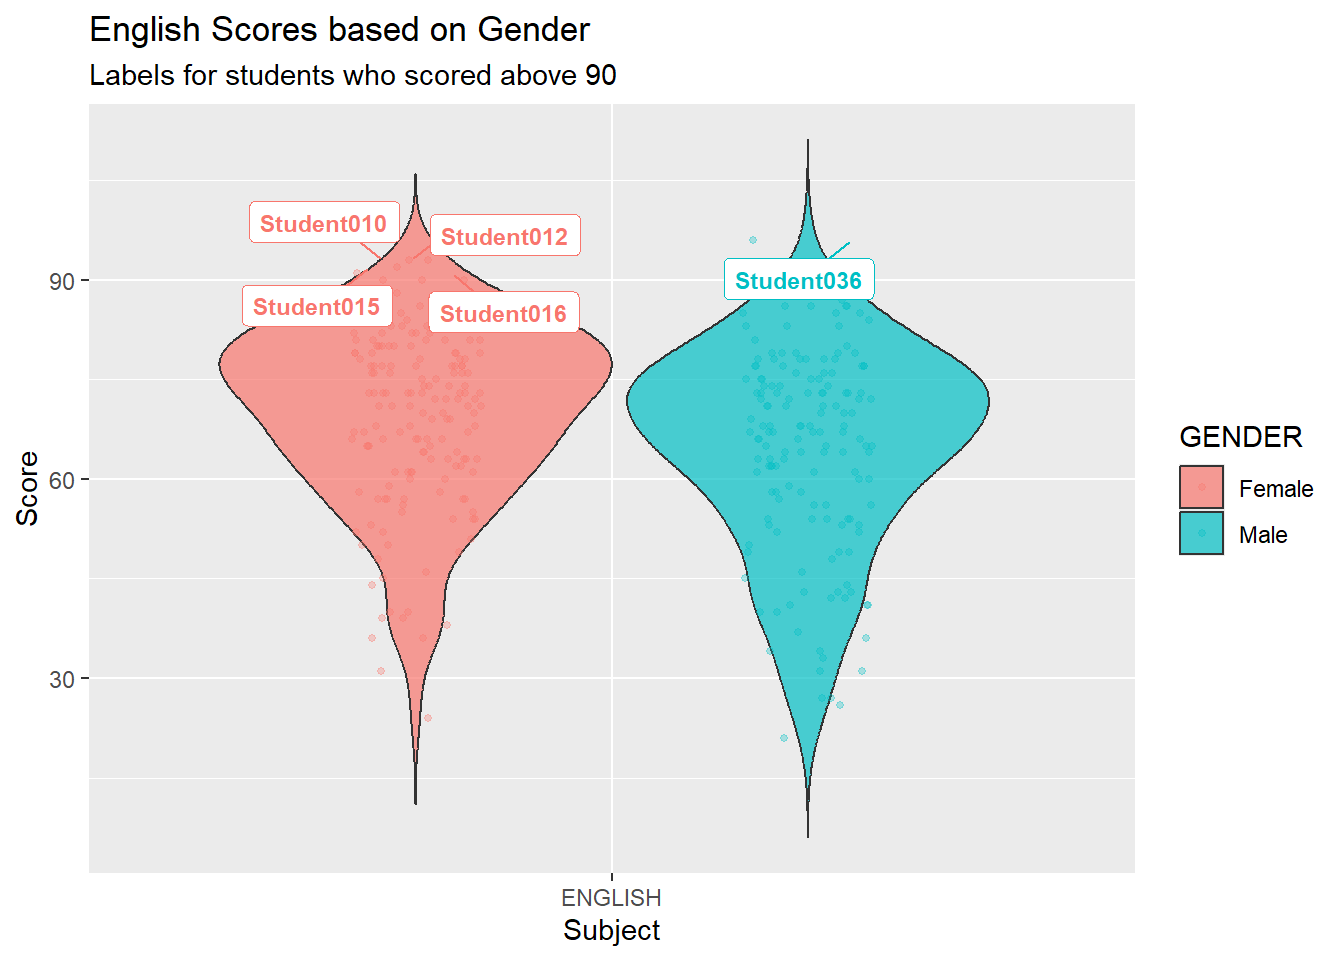 English Scores based on Gender
Labels for students who scored above 90
Student010
Student012
Student015
Student016
Student036
90
60
30
Score
ENGLISH
Subject
GENDER
Female
Male